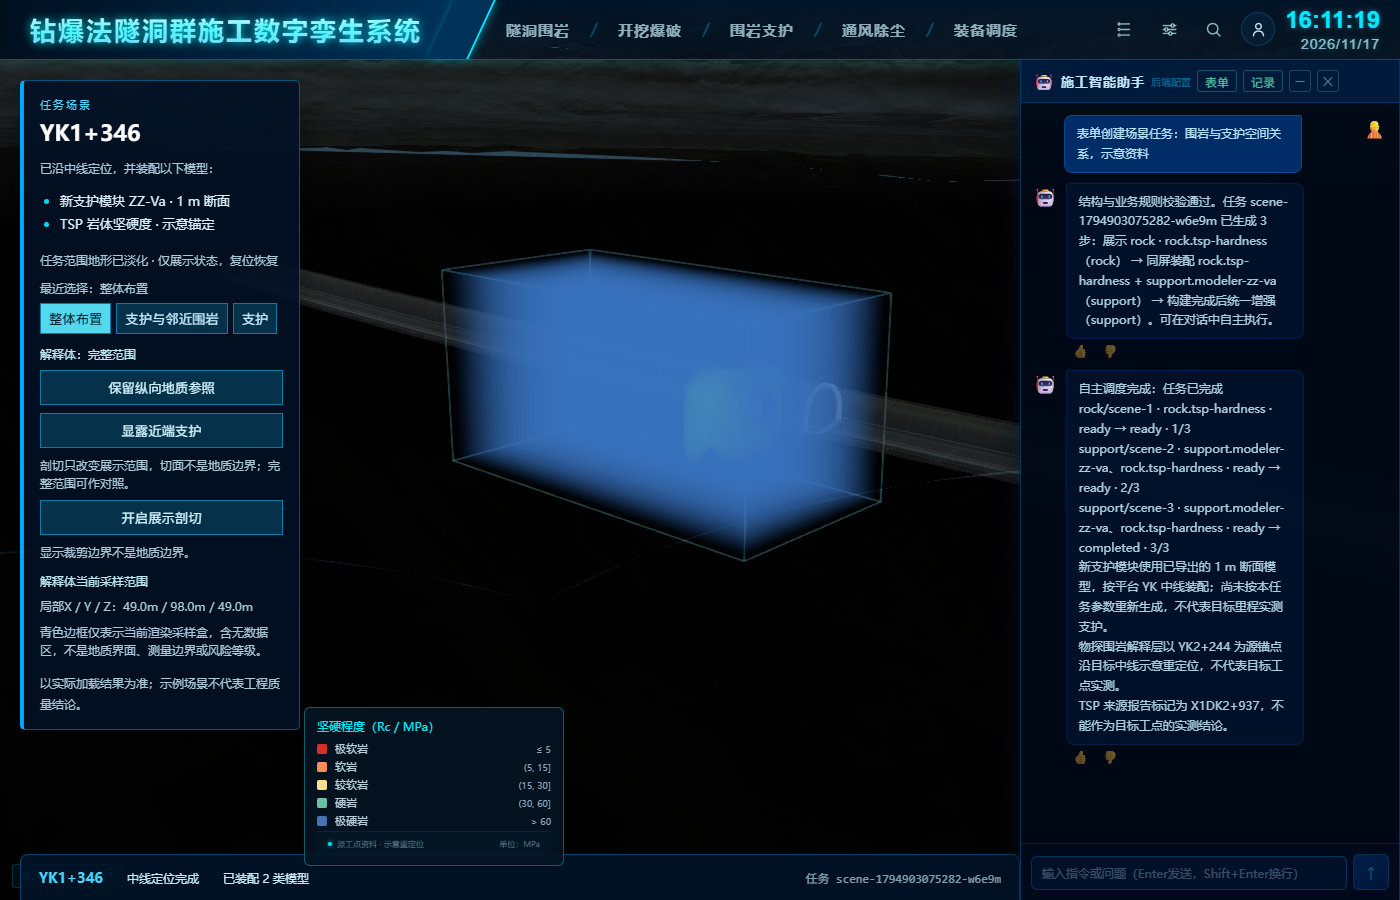 钻爆法隧洞群施工数字孪生系统
隧洞围岩 / 开挖爆破 / 围岩支护 / 通风除尘 / 装备调度
16:11:19
2026/11/17
任务场景
YK1+346
已沿中线定位，并装配以下模型：
新支护模块 ZZ-Va · 1 m 断面
TSP 岩体坚硬度 · 示意锚定
任务范围地形已淡化 · 仅展示状态，复位恢复
最近选择：整体布置
整体布置 支护与邻近围岩 支护
解释体：完整范围
保留纵向地质参照
显露近端支护
剖切只改变展示范围，切面不是地质边界；完
整范围可作对照。
开启展示剖切
显示裁剪边界不是地质边界。
解释体当前采样范围
局部X / Y / Z：49.0m / 98.0m / 49.0m
青色边框仅表示当前渲染采样盒，含无数据
区，不是地质界面、测量边界或风险等级。
以实际加载结果为准；示例场景不代表工程质
量结论。
坚硬程度（Rc / MPa）
极软岩 ≤ 5
软岩 (5, 15]
较软岩 (15, 30]
硬岩 (30, 60]
极硬岩 > 60
源工点资料 · 示意重定位 单位：MPa
YK1+346 中线定位完成 已装配 2 类模型 任务 scene-1794903075282-w6e9m
施工智能助手 后端配置 表单 记录
表单创建场景任务：围岩与支护空间关
系，示意资料
结构与业务规则校验通过。任务 scene-
1794903075282-w6e9m 已生成 3
步：展示 rock · rock.tsp-hardness
（rock） → 同屏装配 rock.tsp-
hardness + support.modeler-zz-va
（support） → 构建完成后统一增强
（support）。可在对话中自主执行。
自主调度完成：任务已完成
rock/scene-1 · rock.tsp-hardness ·
ready → ready · 1/3
support/scene-2 · support.modeler-
zz-va、rock.tsp-hardness · ready →
ready · 2/3
support/scene-3 · support.modeler-
zz-va、rock.tsp-hardness · ready →
completed · 3/3
新支护模块使用已导出的 1 m 断面模
型，按平台 YK 中线装配；尚未按本任
务参数重新生成，不代表目标里程实测
支护。
物探围岩解释层以 YK2+244 为源锚点
沿目标中线示意重定位，不代表目标工
点实测。
TSP 来源报告标记为 X1DK2+937，不
能作为目标工点的实测结论。
输入指令或问题（Enter发送，Shift+Enter换行）